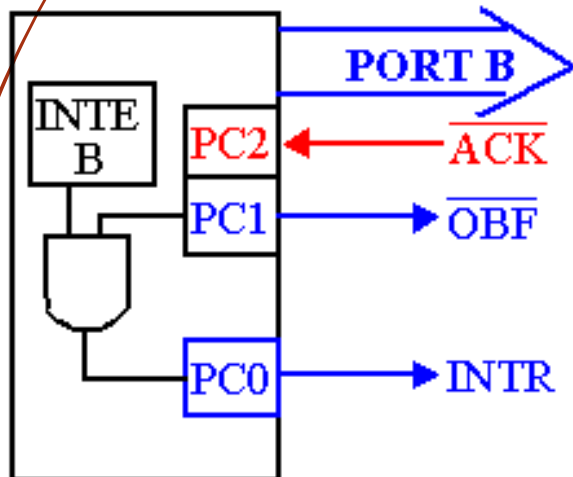 PORT B
INTE
B
PC2
ACK
PC1
OBF
PC0
INTR